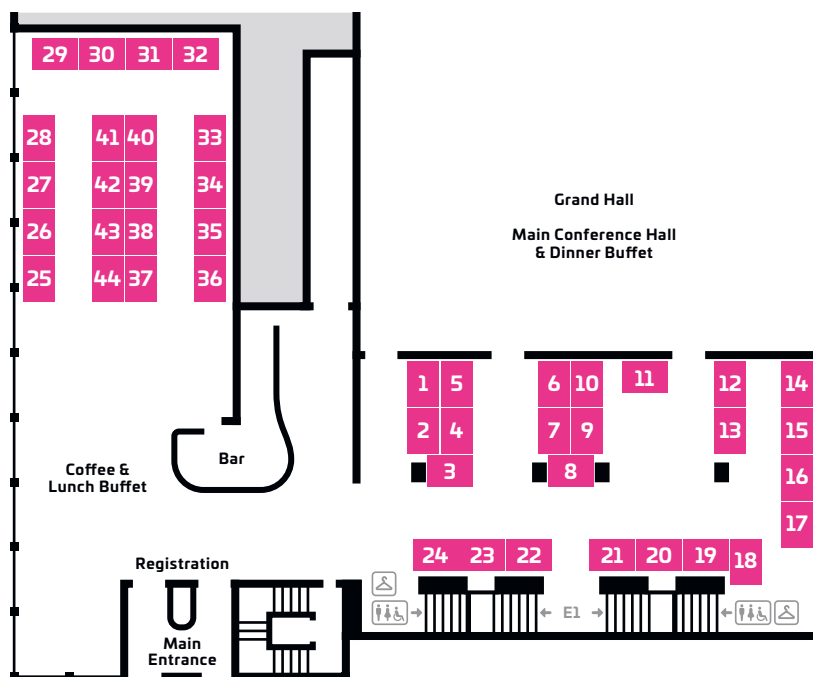 29 30 31 32
28 41 40 33
27 42 39 34
26 43 38 35
25 44 37 36
Grand Hall
Main Conference Hall
& Dinner Buffet
1 5 6 10 11 12 14
2 4 7 9 13 15
3 8 16
17
Bar
Coffee &
Lunch Buffet
24 23 22 21 20 19 18
Registration
E1
Main
Entrance